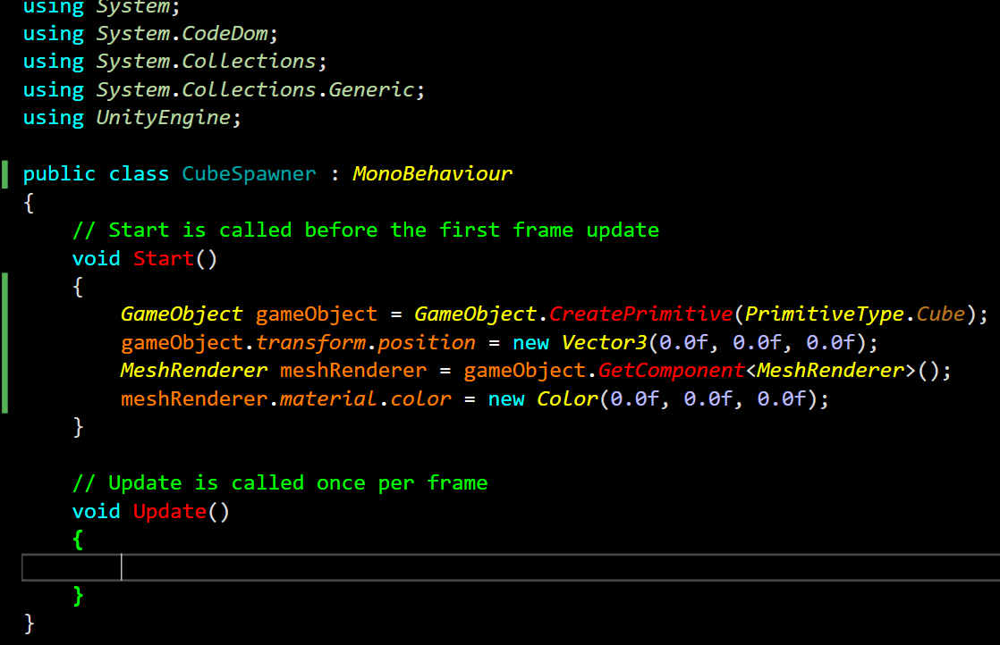 using System;
using System.CodeDom;
using System.Collections;
using System.Collections.Generic;
using UnityEngine;
public class CubeSpawner : MonoBehaviour
{
// Start is called before the first frame update
void Start()
{
GameObject gameObject = GameObject.CreatePrimitive(PrimitiveType.Cube);
gameObject.transform.position = new Vector3(0.0f, 0.0f, 0.0f);
MeshRenderer meshRenderer = gameObject.GetComponent<MeshRenderer>();
meshRenderer.material.color = new Color(0.0f, 0.0f, 0.0f);
}
// Update is called once per frame
void Update()
{
}
}